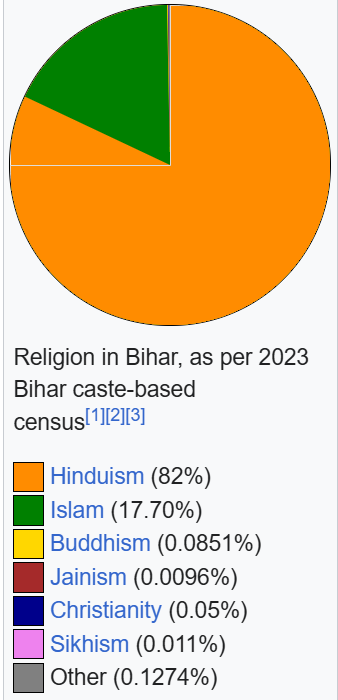 Religion in Bihar, as per 2023
Bihar caste-based
census[1][2][3]
Hinduism (82%)
Islam (17.70%)
Buddhism (0.0851%)
Jainism (0.0096%)
Christianity (0.05%)
Sikhism (0.011%)
Other (0.1274%)